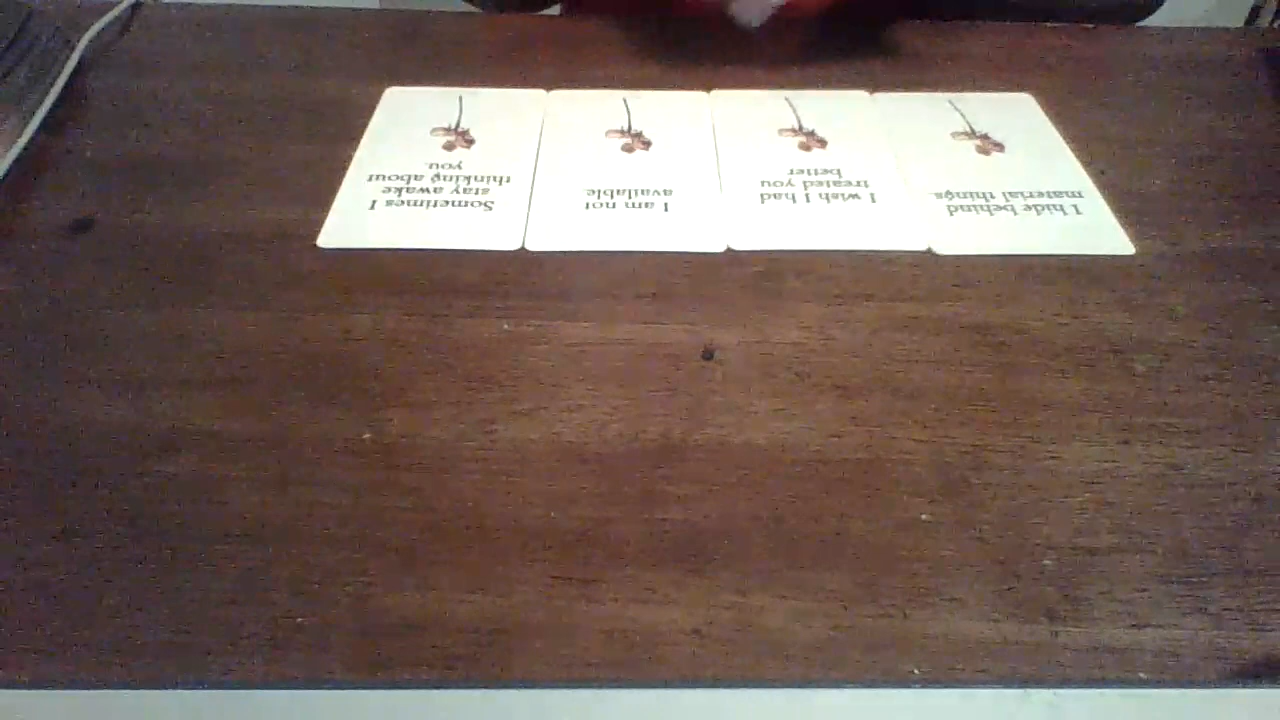 I hide behind
material things.
I wish I had
treated you
better
I am not
available
Sometimes I
stay awake
thinking about
you.